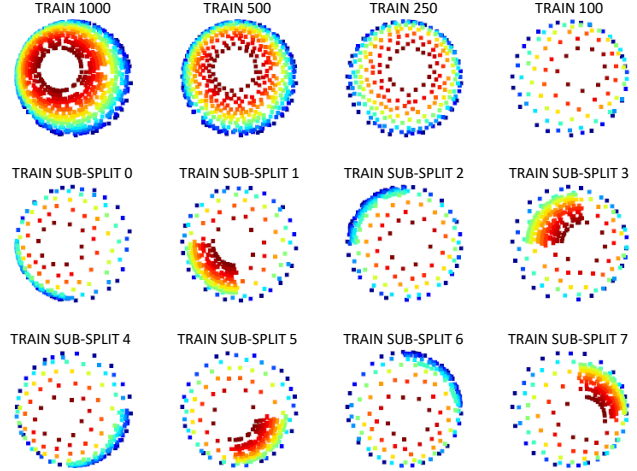 TRAIN 1000 TRAIN 500 TRAIN 250 TRAIN 100
TRAIN SUB-SPLIT 0 TRAIN SUB-SPLIT 1 TRAIN SUB-SPLIT 2 TRAIN SUB-SPLIT 3
TRAIN SUB-SPLIT 4 TRAIN SUB-SPLIT 5 TRAIN SUB-SPLIT 6 TRAIN SUB-SPLIT 7